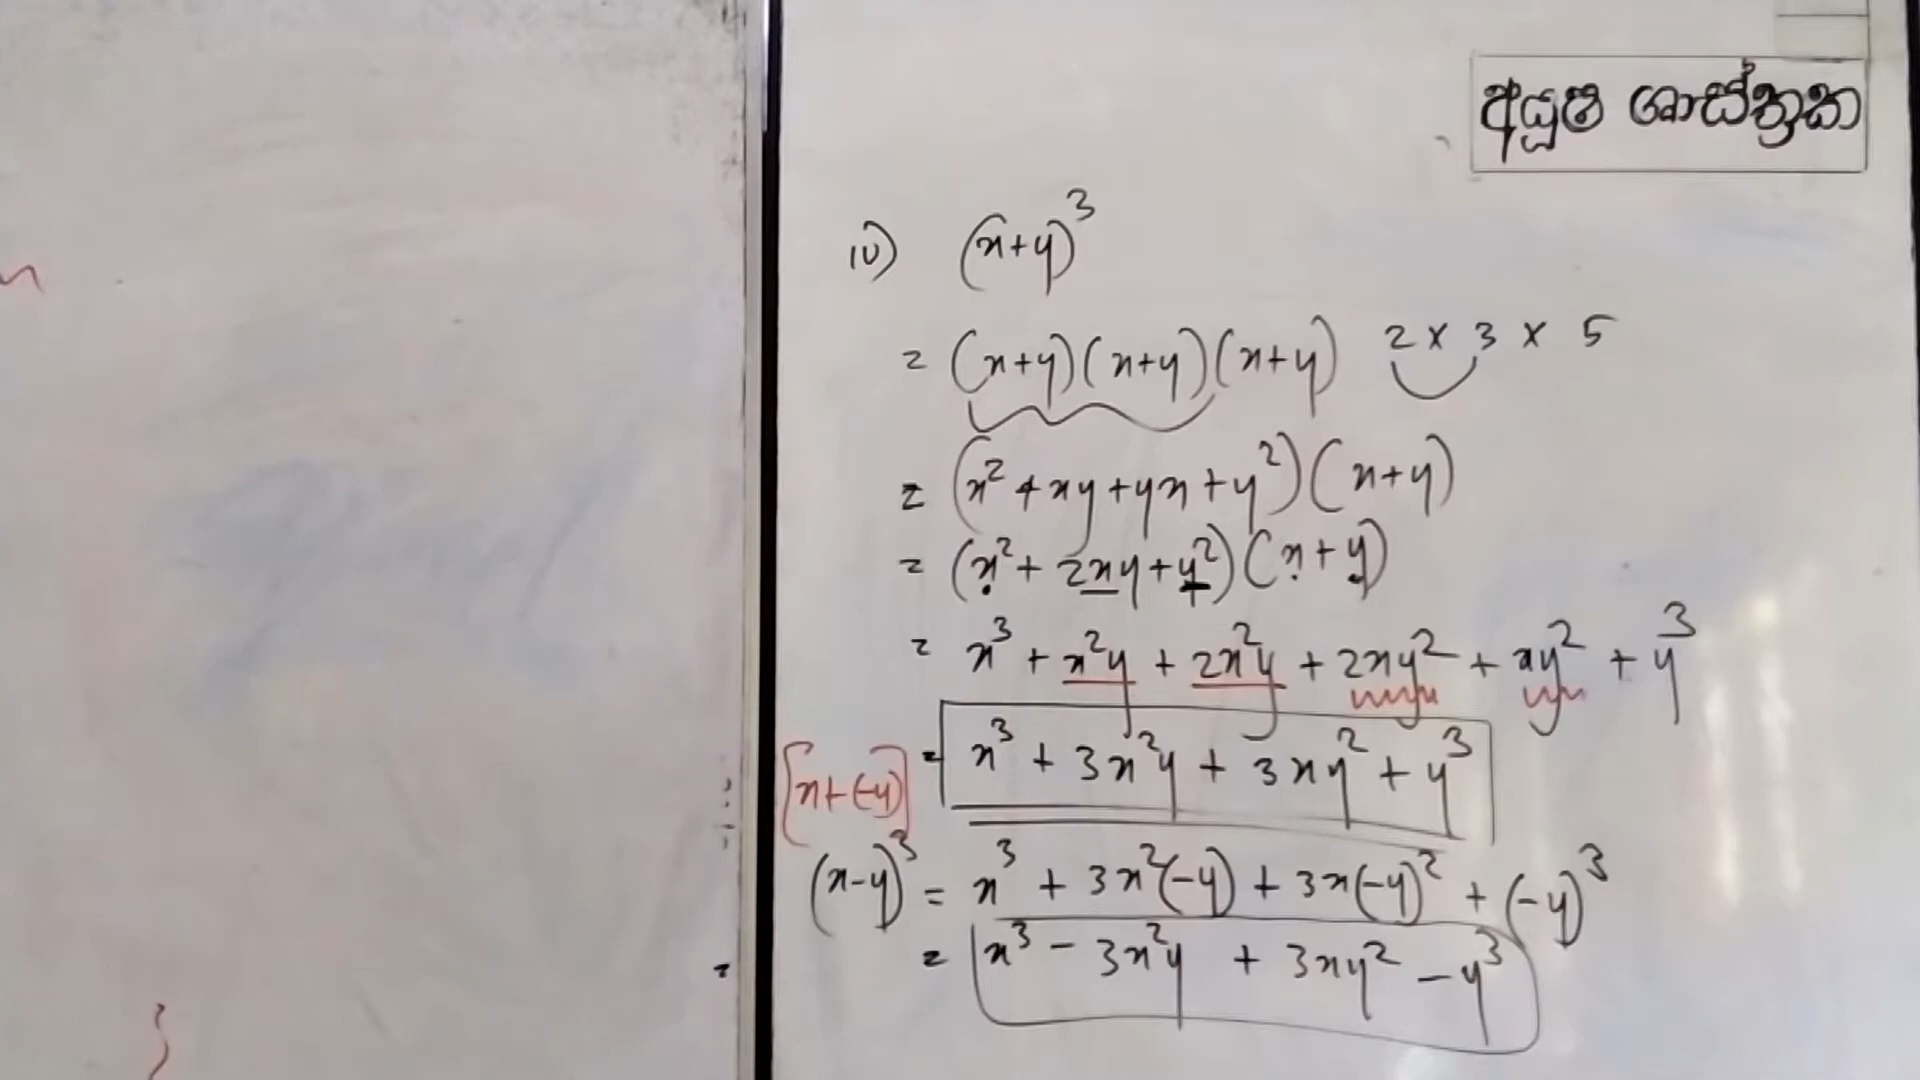 අයුෂ ශාස්ත්‍රක
iv) (x+y)³
= (x+y)(x+y)(x+y) 2 × 3 × 5
= (x² + xy + yx + y²)(x+y)
= (x² + 2xy + y²)(x+y)
= x³ + x²y + 2x²y + 2xy² + xy² + y³
= x³ + 3x²y + 3xy² + y³
[x+(-y)]
(x-y)³ = x³ + 3x²(-y) + 3x(-y)² + (-y)³
= x³ - 3x²y + 3xy² - y³